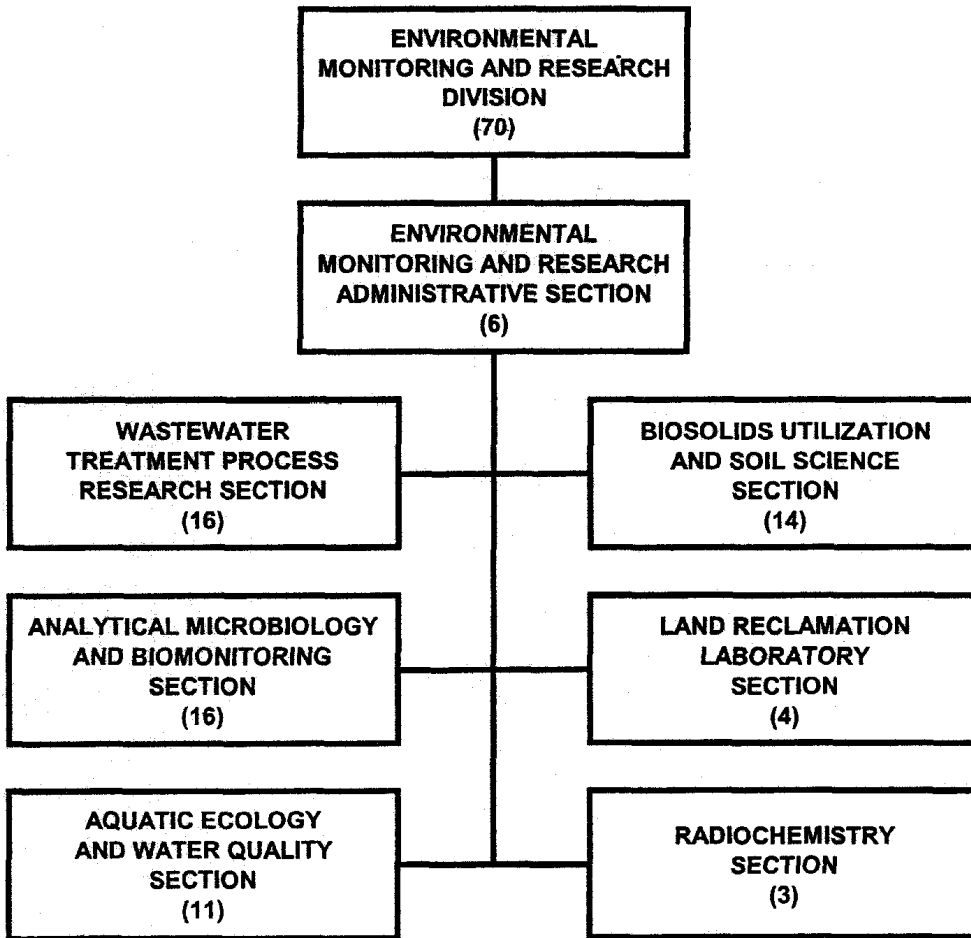 ENVIRONMENTAL
MONITORING AND RESEARCH
DIVISION
(70)
ENVIRONMENTAL
MONITORING AND RESEARCH
ADMINISTRATIVE SECTION
(6)
WASTEWATER
TREATMENT PROCESS
RESEARCH SECTION
(16)
BIOSOLIDS UTILIZATION
AND SOIL SCIENCE
SECTION
(14)
ANALYTICAL MICROBIOLOGY
AND BIOMONITORING
SECTION
(16)
LAND RECLAMATION
LABORATORY
SECTION
(4)
AQUATIC ECOLOGY
AND WATER QUALITY
SECTION
(11)
RADIOCHEMISTRY
SECTION
(3)